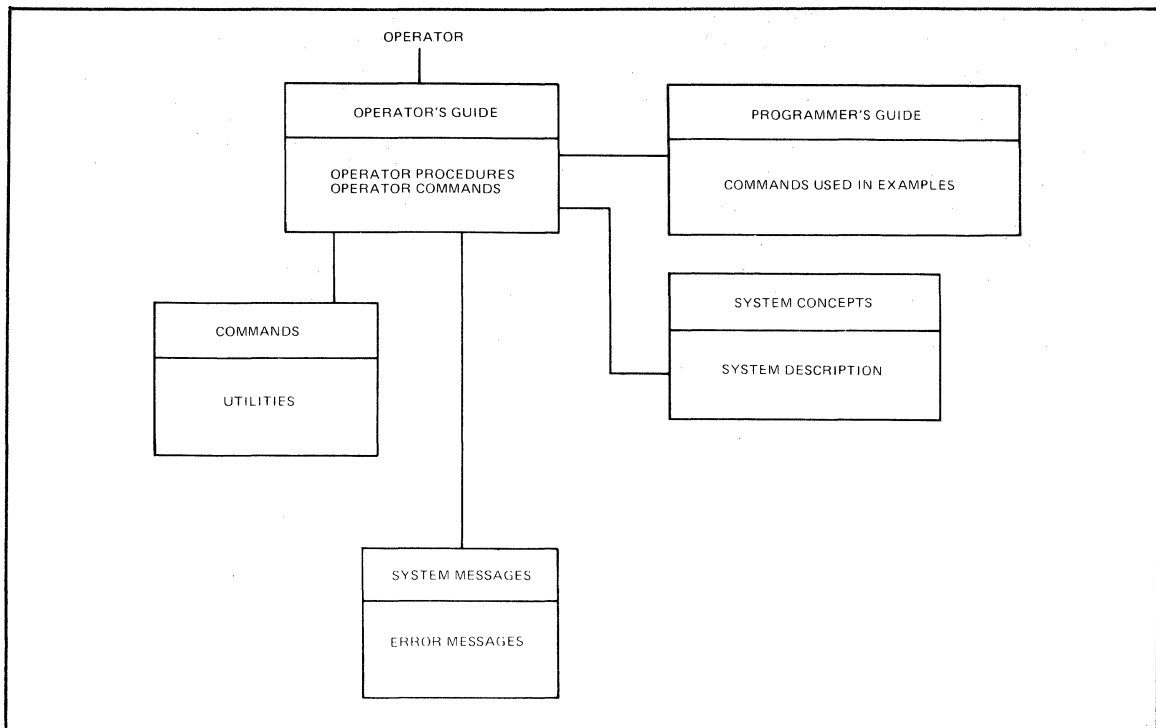 OPERATOR
OPERATOR'S GUIDE
OPERATOR PROCEDURES
OPERATOR COMMANDS
PROGRAMMER'S GUIDE
COMMANDS USED IN EXAMPLES
SYSTEM CONCEPTS
SYSTEM DESCRIPTION
COMMANDS
UTILITIES
SYSTEM MESSAGES
ERROR MESSAGES